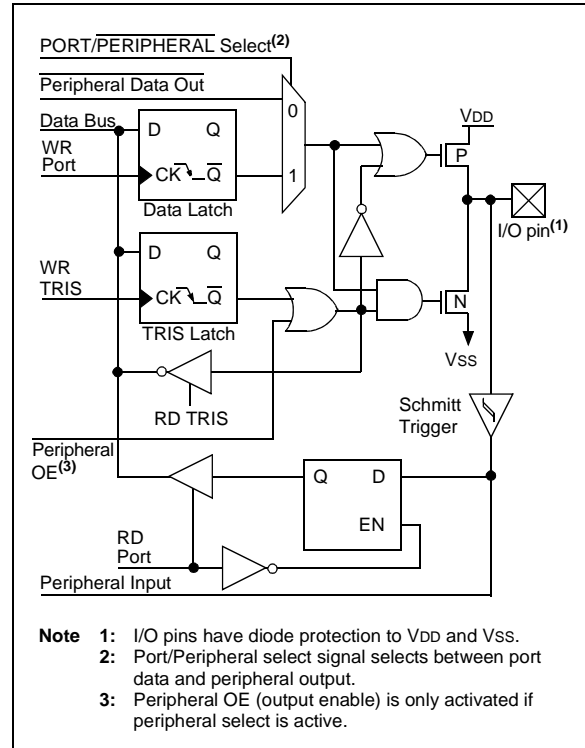 PORT/PERIPHERAL Select(2)
Peripheral Data Out
Data Bus
WR
Port
D Q
CK Q
Data Latch
0
1
VDD
P
I/O pin(1)
WR
TRIS
D Q
CK Q
TRIS Latch
N
VSS
RD TRIS
Schmitt
Trigger
Peripheral
OE(3)
Q D
EN
RD
Port
Peripheral Input
Note 1: I/O pins have diode protection to VDD and VSS.
2: Port/Peripheral select signal selects between port
data and peripheral output.
3: Peripheral OE (output enable) is only activated if
peripheral select is active.